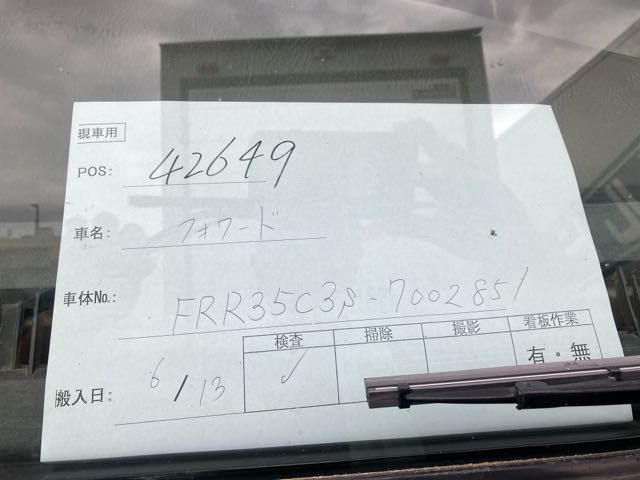 現車用
POS: 42649
車名: フォワード
車体No.: FRR35C3S-7002851
検査 掃除 撮影 看板作業
搬入日: 6/13 ✓ 有・無